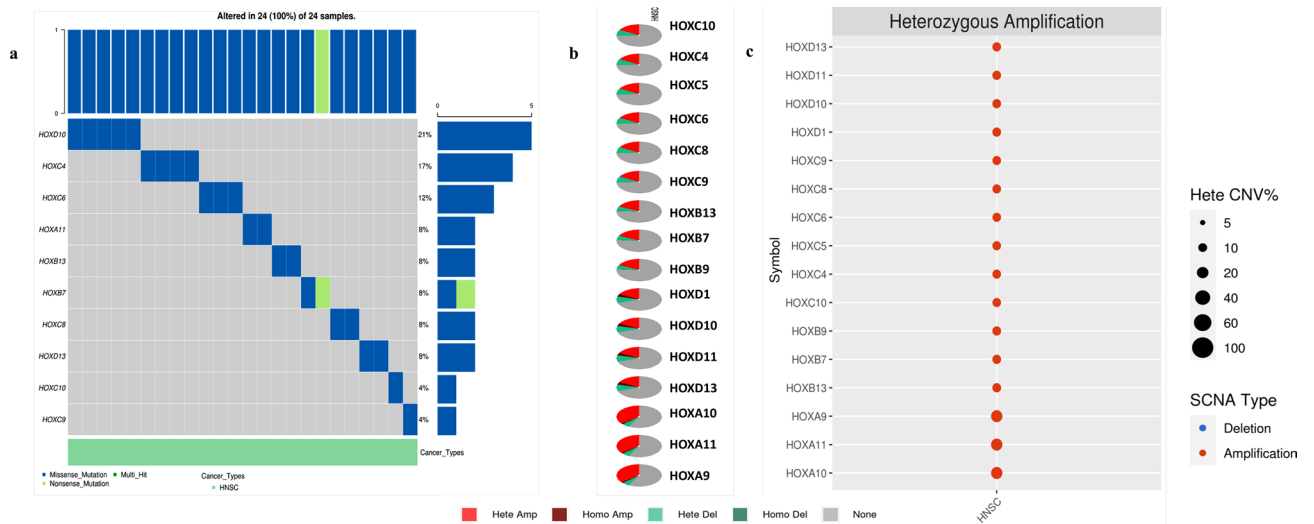 a
Altered in 24 (100%) of 24 samples.
1
0
0
5
HOXD10
21%
HOXC4
17%
HOXC6
12%
HOXA11
8%
HOXB13
8%
HOXB7
8%
HOXC8
8%
HOXD13
8%
HOXC10
4%
HOXC9
4%
Cancer_Types
Missense_Mutation
Multi_Hit
Nonsense_Mutation
Cancer_Types
HNSC
b
HNSC
HOXC10
HOXC4
HOXC5
HOXC6
HOXC8
HOXC9
HOXB13
HOXB7
HOXB9
HOXD1
HOXD10
HOXD11
HOXD13
HOXA10
HOXA11
HOXA9
Hete Amp
Homo Amp
Hete Del
Homo Del
None
c
Heterozygous Amplification
Symbol
HOXD13
HOXD11
HOXD10
HOXD1
HOXC9
HOXC8
HOXC6
HOXC5
HOXC4
HOXC10
HOXB9
HOXB7
HOXB13
HOXA9
HOXA11
HOXA10
HNSC
Hete CNV%
5
10
20
40
60
100
SCNA Type
Deletion
Amplification